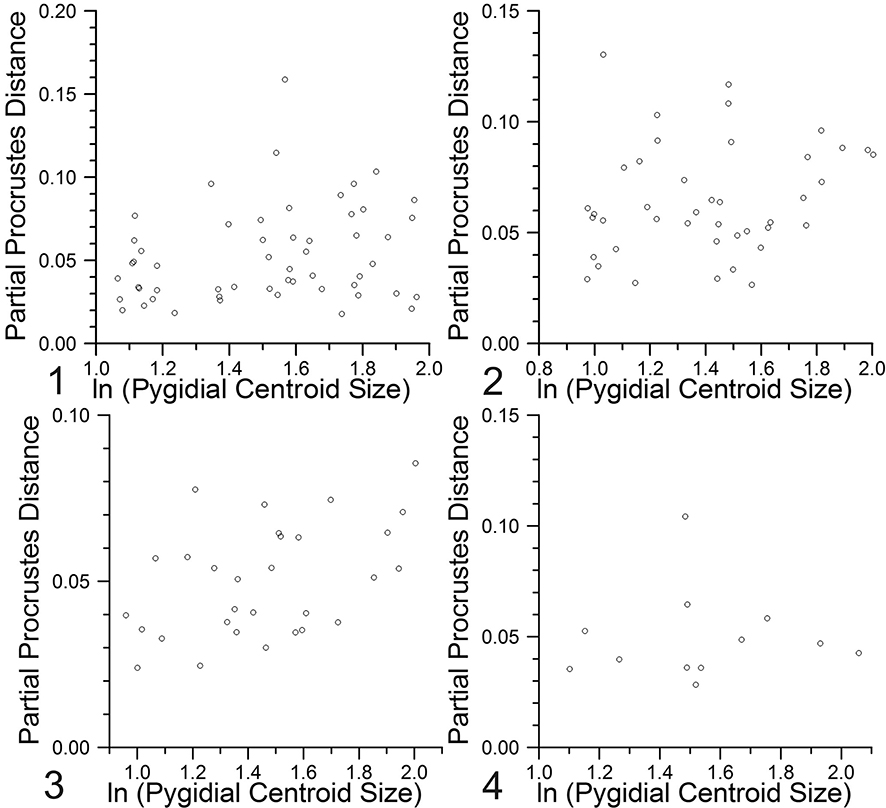 Partial Procrustes Distance
0.20
0.15
0.10
0.05
0.00
1.0 1.2 1.4 1.6 1.8 2.0
1 ln (Pygidial Centroid Size)
Partial Procrustes Distance
0.15
0.10
0.05
0.00
0.8 1.0 1.2 1.4 1.6 1.8 2.0
2 ln (Pygidial Centroid Size)
Partial Procrustes Distance
0.10
0.05
0.00
1.0 1.2 1.4 1.6 1.8 2.0
3 ln (Pygidial Centroid Size)
Partial Procrustes Distance
0.15
0.10
0.05
0.00
1.0 1.2 1.4 1.6 1.8 2.0
4 ln (Pygidial Centroid Size)